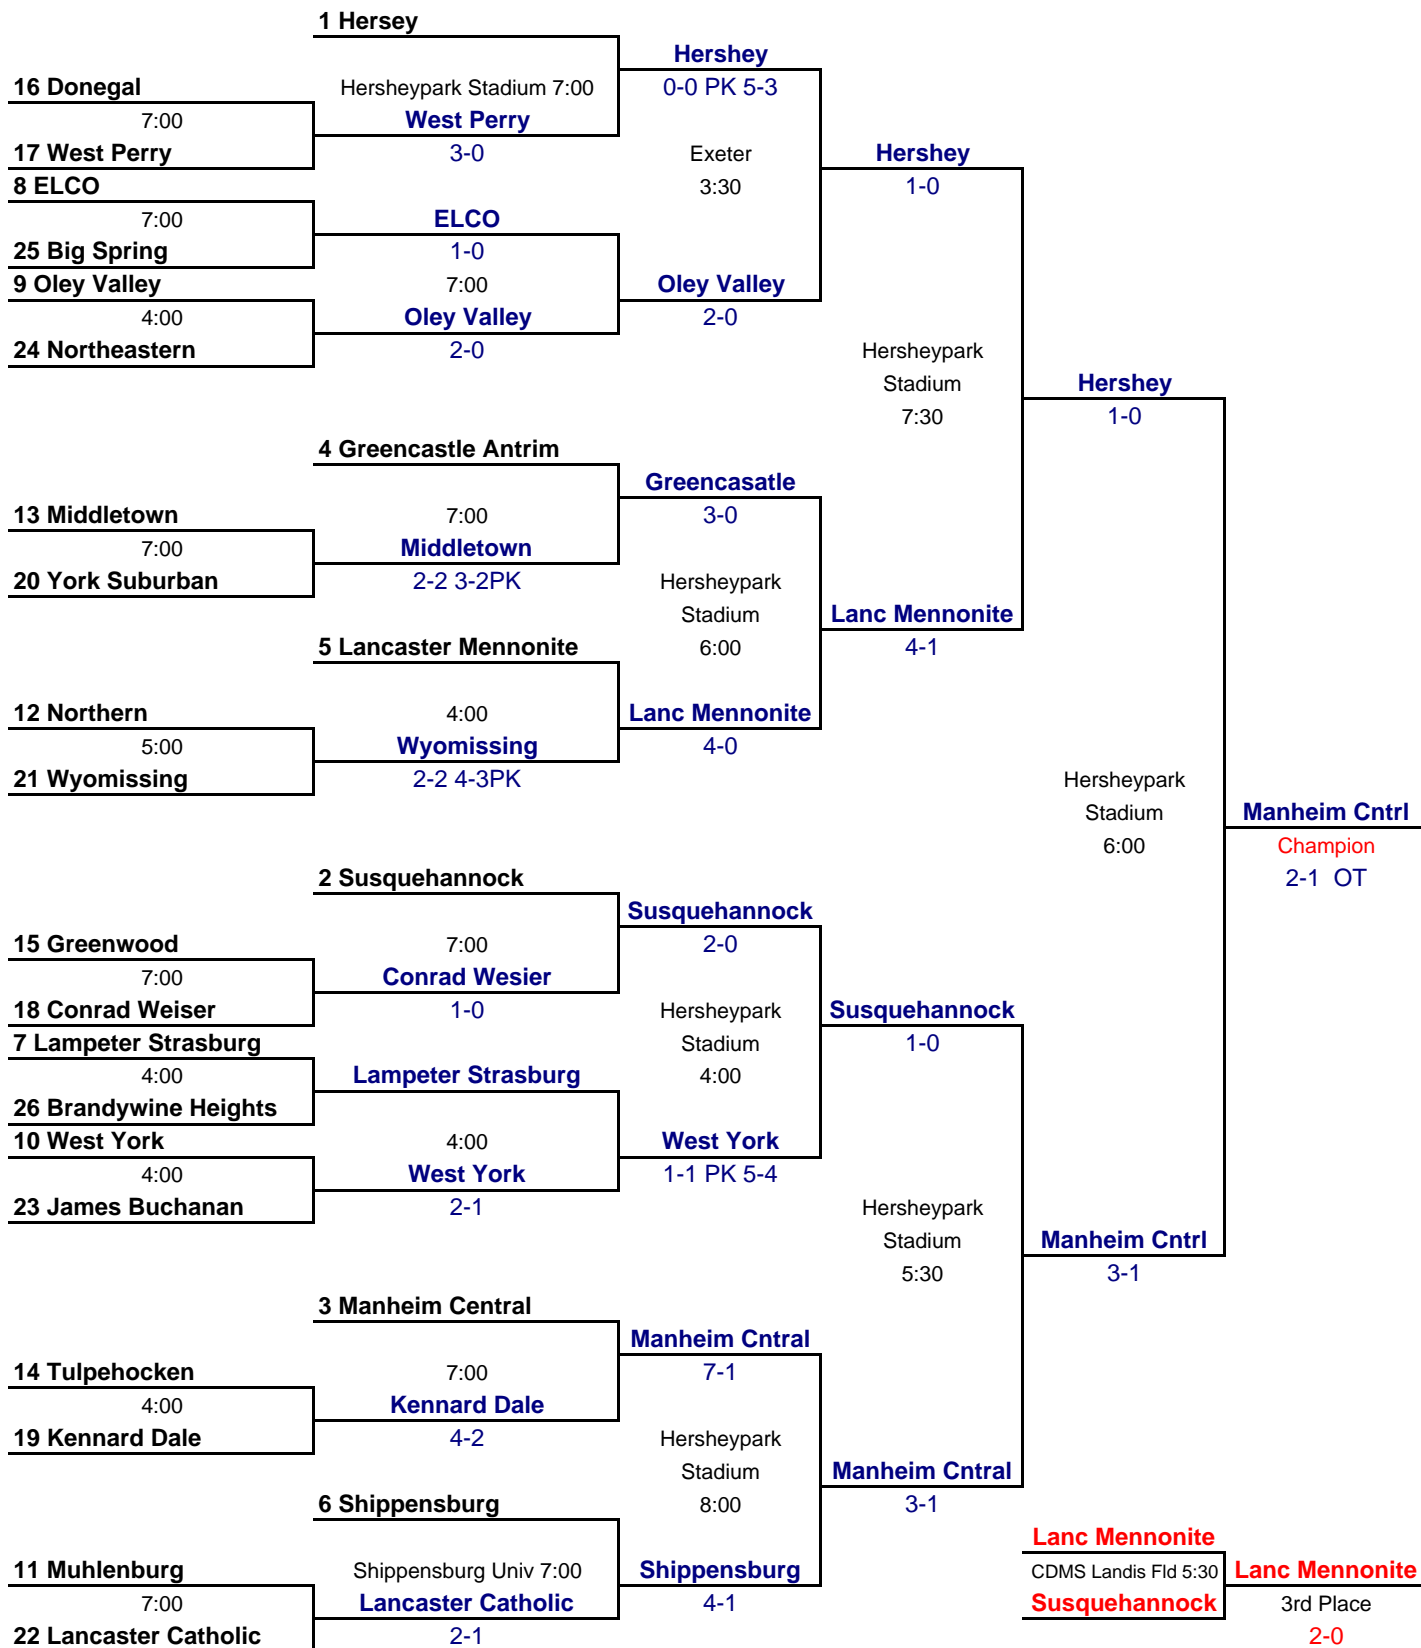 1 Hersey
Hershey
16 Donegal
Hersheypark Stadium 7:00
0-0 PK 5-3
7:00
West Perry
17 West Perry
3-0
Exeter
Hershey
8 ELCO
3:30
1-0
7:00
ELCO
25 Big Spring
1-0
9 Oley Valley
7:00
Oley Valley
4:00
Oley Valley
2-0
24 Northeastern
2-0
Hersheypark
Stadium
Hershey
7:30
1-0
4 Greencastle Antrim
Greencasatle
13 Middletown
7:00
3-0
7:00
Middletown
20 York Suburban
2-2 3-2PK
Hersheypark
Stadium
Lanc Mennonite
5 Lancaster Mennonite
6:00
4-1
12 Northern
4:00
Lanc Mennonite
5:00
Wyomissing
4-0
21 Wyomissing
2-2 4-3PK
Hersheypark
Stadium
Manheim Cntrl
6:00
Champion
2 Susquehannock
2-1 OT
Susquehannock
15 Greenwood
7:00
2-0
7:00
Conrad Wesier
18 Conrad Weiser
1-0
Hersheypark
Susquehannock
7 Lampeter Strasburg
Stadium
1-0
4:00
Lampeter Strasburg
4:00
26 Brandywine Heights
10 West York
4:00
West York
4:00
West York
1-1 PK 5-4
23 James Buchanan
2-1
Hersheypark
Stadium
Manheim Cntrl
5:30
3-1
3 Manheim Central
Manheim Cntral
14 Tulpehocken
7:00
7-1
4:00
Kennard Dale
19 Kennard Dale
4-2
Hersheypark
Stadium
Manheim Cntral
6 Shippensburg
8:00
3-1
Lanc Mennonite
11 Muhlenburg
Shippensburg Univ 7:00
Shippensburg
CDMS Landis Fld 5:30
Lanc Mennonite
7:00
Lancaster Catholic
4-1
Susquehannock
3rd Place
22 Lancaster Catholic
2-1
2-0